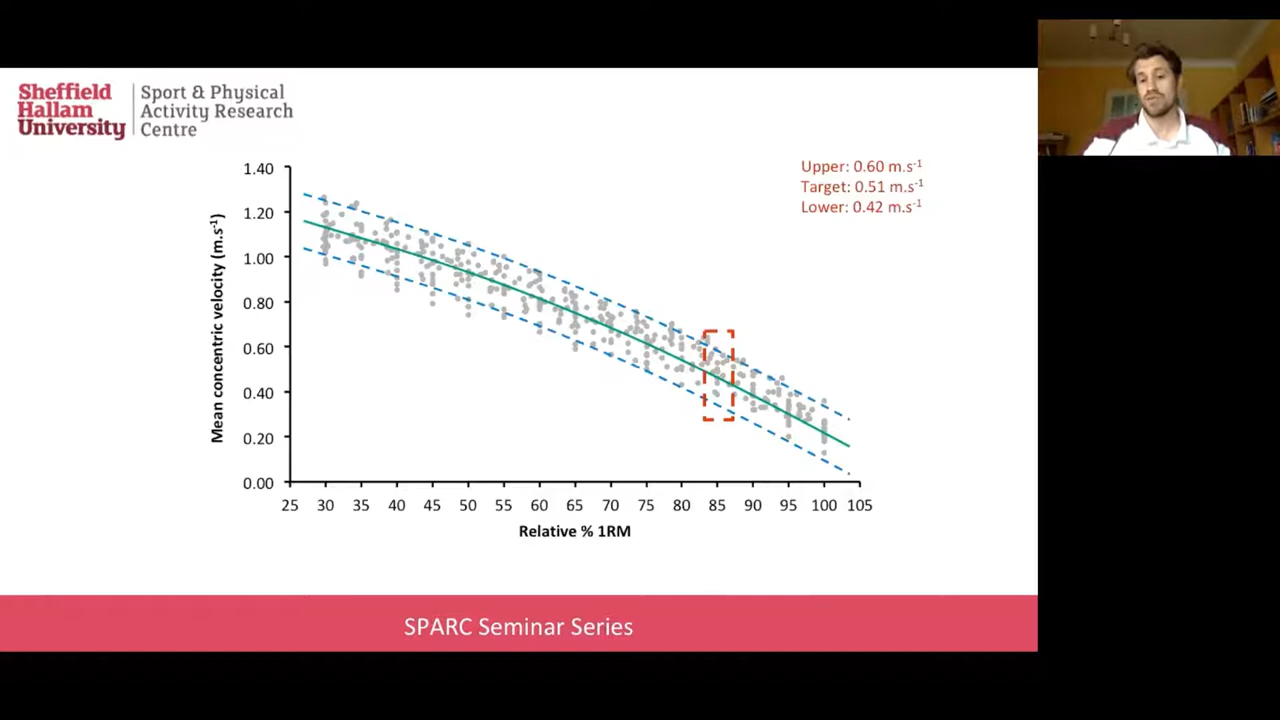 Sheffield
Hallam
University
Sport & Physical
Activity Research
Centre
Upper: 0.60 m.s⁻¹
Target: 0.51 m.s⁻¹
Lower: 0.42 m.s⁻¹
Mean concentric velocity (m.s⁻¹)
1.40
1.20
1.00
0.80
0.60
0.40
0.20
0.00
25 30 35 40 45 50 55 60 65 70 75 80 85 90 95 100 105
Relative % 1RM
SPARC Seminar Series